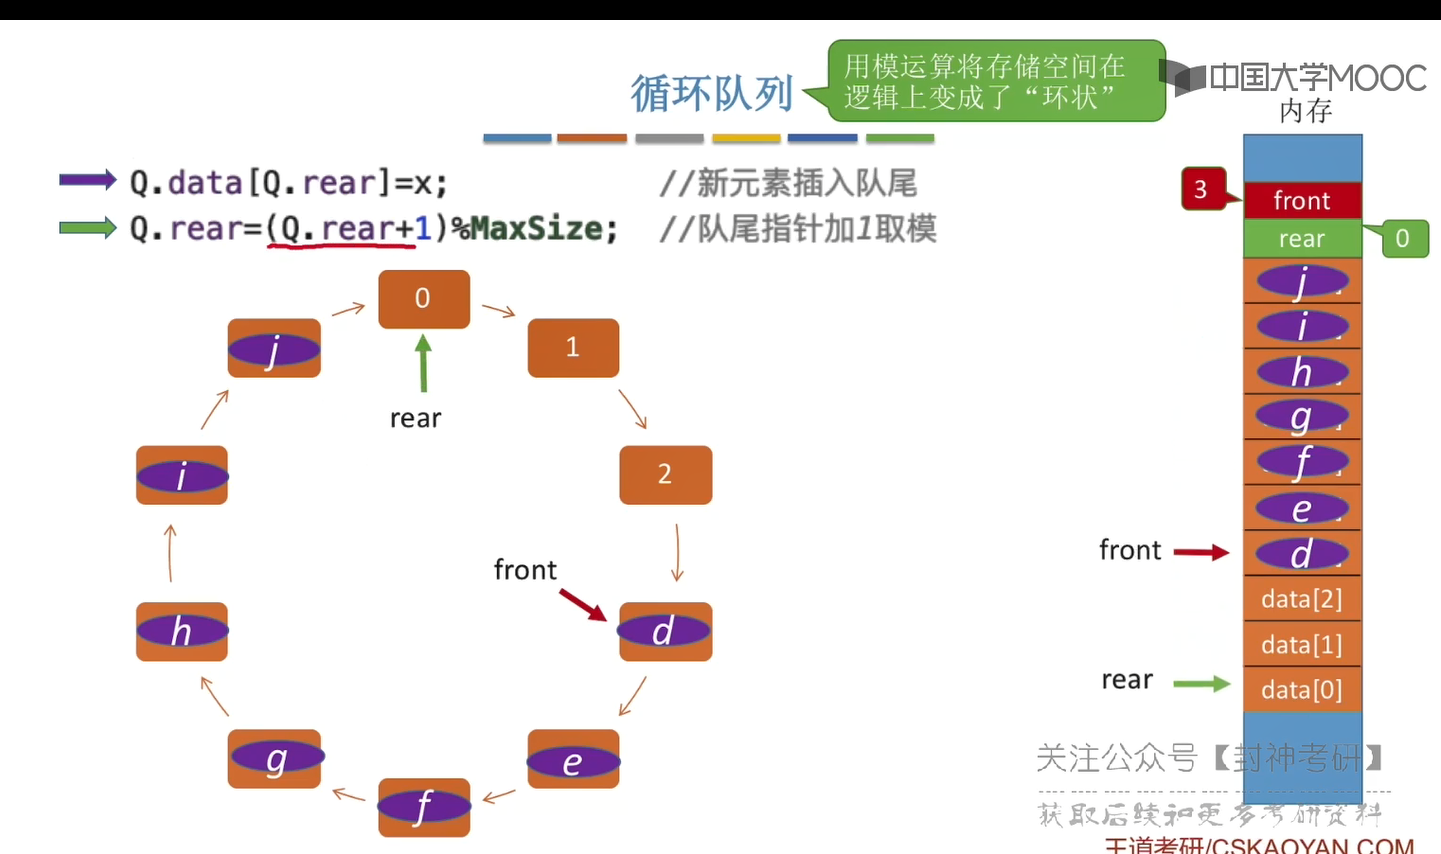 循环队列
用模运算将存储空间在
逻辑上变成了“环状”
中国大学MOOC
内存
Q.data[Q.rear]=x; //新元素插入队尾
Q.rear=(Q.rear+1)%MaxSize; //队尾指针加1取模
3
front
rear
0
j
i
h
g
f
e
d
data[2]
data[1]
data[0]
front
rear
0
1
2
d
e
f
g
h
i
j
rear
front
关注公众号【封神考研】
获取后续和更多考研资料
王道考研/CSKAOYAN.COM